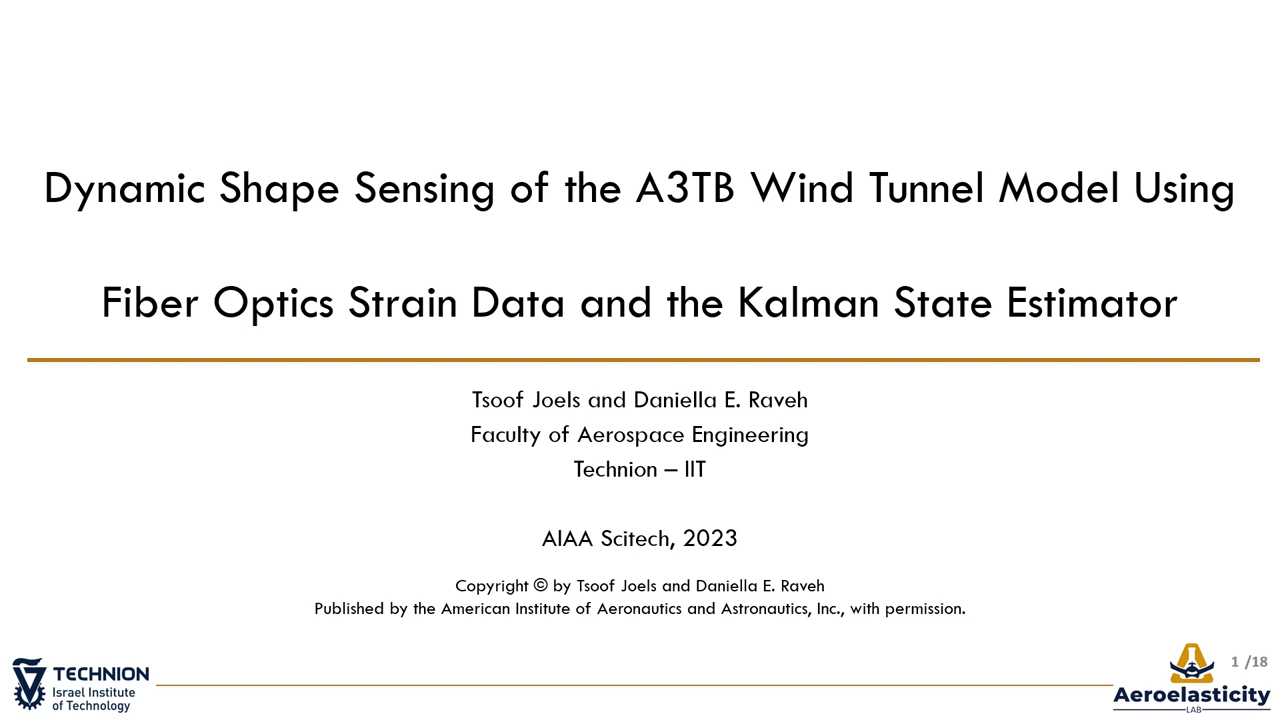 Dynamic Shape Sensing of the A3TB Wind Tunnel Model Using
Fiber Optics Strain Data and the Kalman State Estimator
Tsoof Joels and Daniella E. Raveh
Faculty of Aerospace Engineering
Technion – IIT
AIAA Scitech, 2023
Copyright © by Tsoof Joels and Daniella E. Raveh
Published by the American Institute of Aeronautics and Astronautics, Inc., with permission.
TECHNION
Israel Institute
of Technology
1 /18
Aeroelasticity
LAB